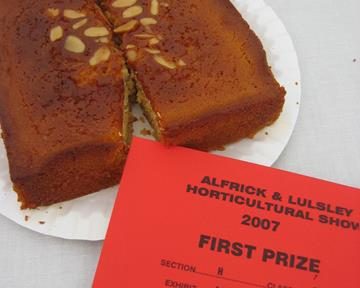 ALFRICK & LULSLEY
HORTICULTURAL SHOW
2007
FIRST PRIZE
SECTION H